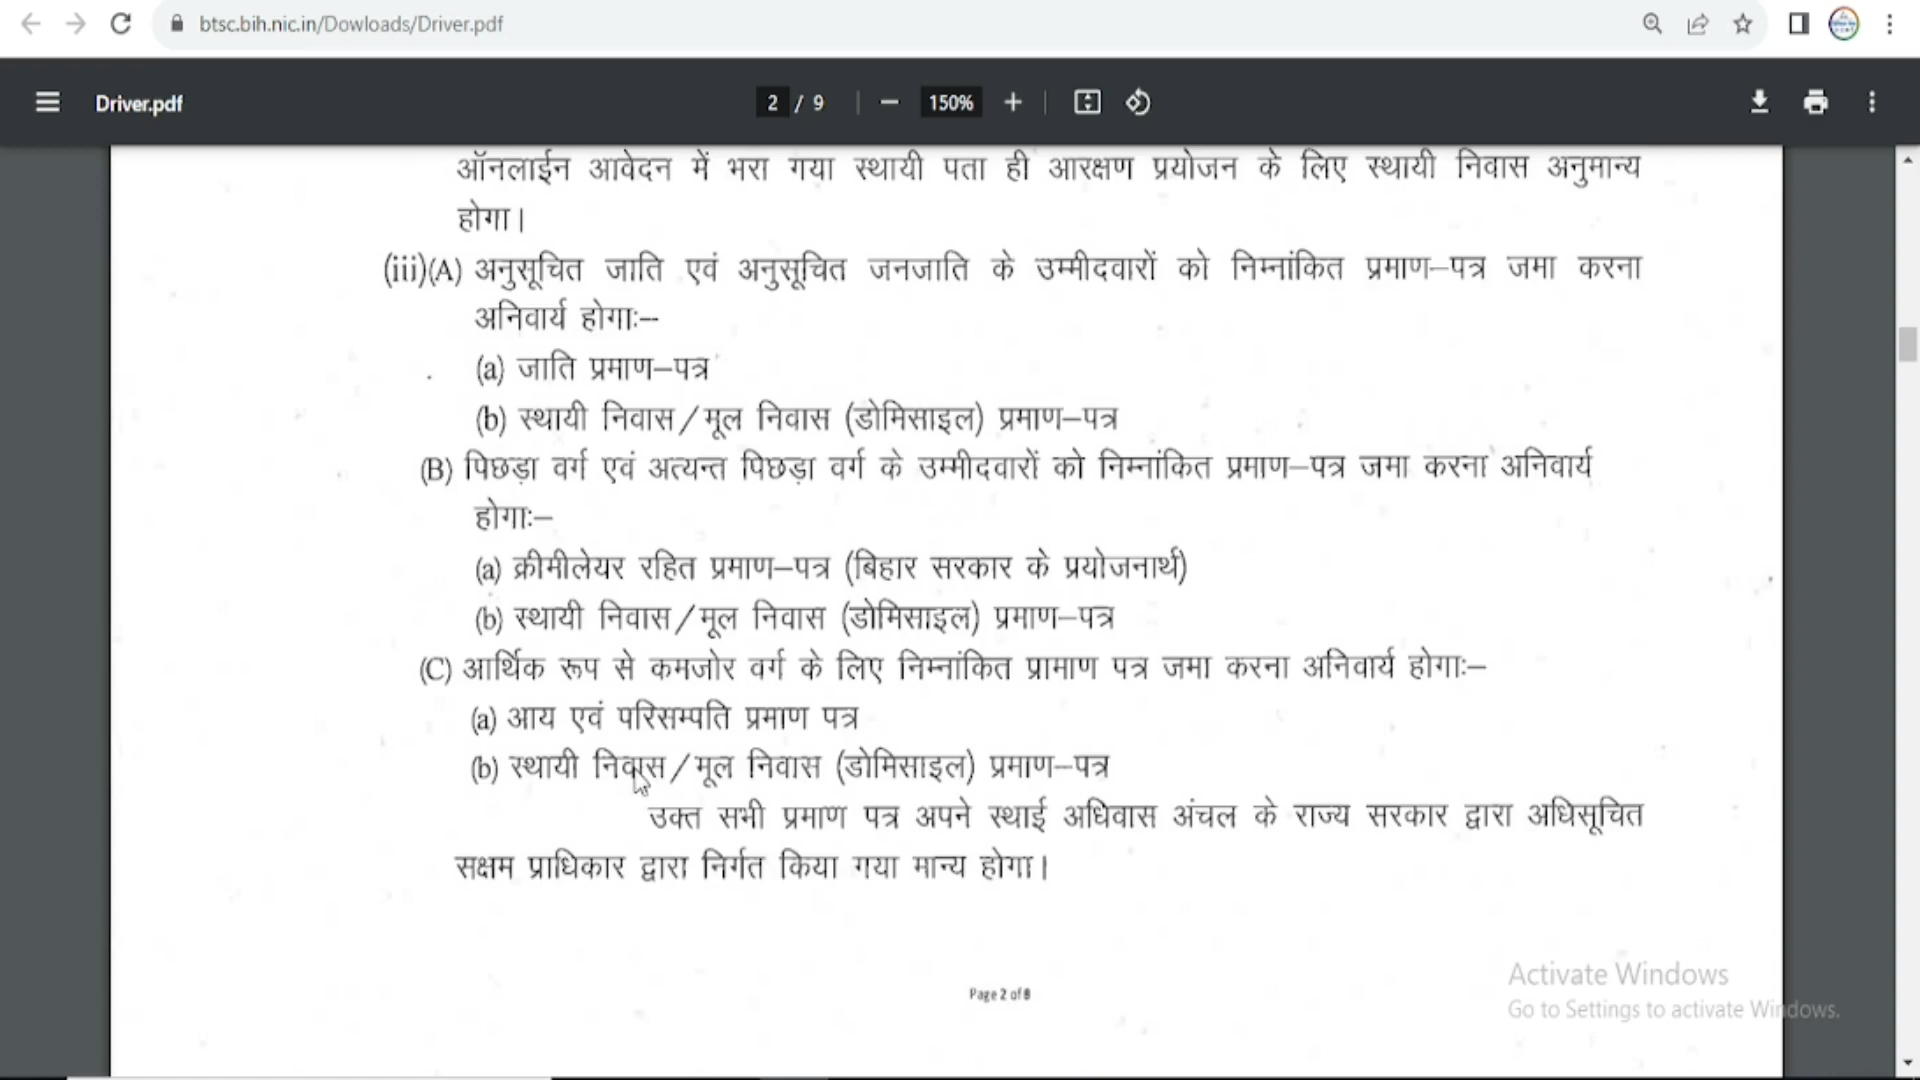 btsc.bih.nic.in/Dowloads/Driver.pdf
Driver.pdf
2 / 9
150%
ऑनलाईन आवेदन में भरा गया स्थायी पता ही आरक्षण प्रयोजन के लिए स्थायी निवास अनुमान्य
होगा।
(iii)(A) अनुसूचित जाति एवं अनुसूचित जनजाति के उम्मीदवारों को निम्नांकित प्रमाण–पत्र जमा करना
अनिवार्य होगाः–
(a) जाति प्रमाण–पत्र
(b) स्थायी निवास/मूल निवास (डोमिसाइल) प्रमाण–पत्र
(B) पिछड़ा वर्ग एवं अत्यन्त पिछड़ा वर्ग के उम्मीदवारों को निम्नांकित प्रमाण–पत्र जमा करना अनिवार्य
होगाः–
(a) क्रीमीलेयर रहित प्रमाण–पत्र (बिहार सरकार के प्रयोजनार्थ)
(b) स्थायी निवास/मूल निवास (डोमिसाइल) प्रमाण–पत्र
(C) आर्थिक रूप से कमजोर वर्ग के लिए निम्नांकित प्रामाण पत्र जमा करना अनिवार्य होगाः–
(a) आय एवं परिसम्पति प्रमाण पत्र
(b) स्थायी निवास/मूल निवास (डोमिसाइल) प्रमाण–पत्र
उक्त सभी प्रमाण पत्र अपने स्थाई अधिवास अंचल के राज्य सरकार द्वारा अधिसूचित
सक्षम प्राधिकार द्वारा निर्गत किया गया मान्य होगा।
Page 2 of 8
Activate Windows
Go to Settings to activate Windows.